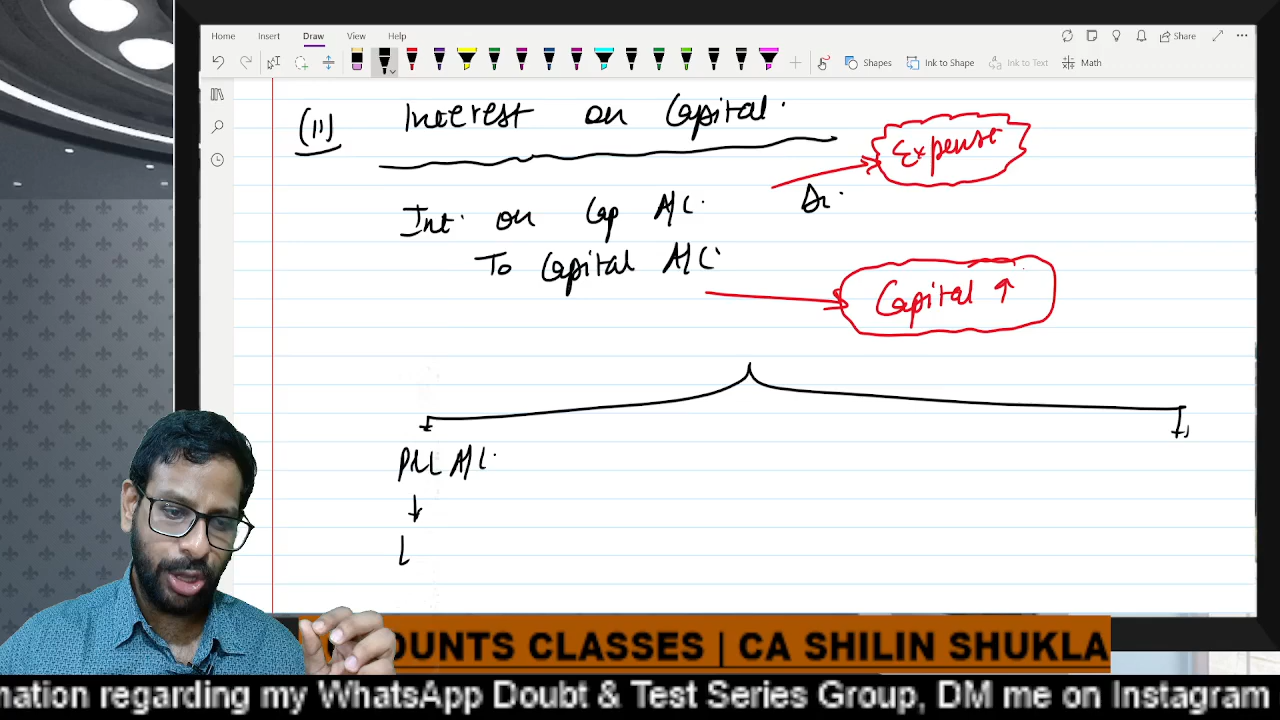 Home Insert Draw View Help Share
Shapes Ink to Shape Ink to Text Math
(11) Interest on Capital.
Expense
Int. on Cap A/C. Dr.
To Capital A/C.
Capital ↑
P&L A/C.
L
COUNTS CLASSES | CA SHILIN SHUKLA
mation regarding my WhatsApp Doubt & Test Series Group, DM me on Instagram